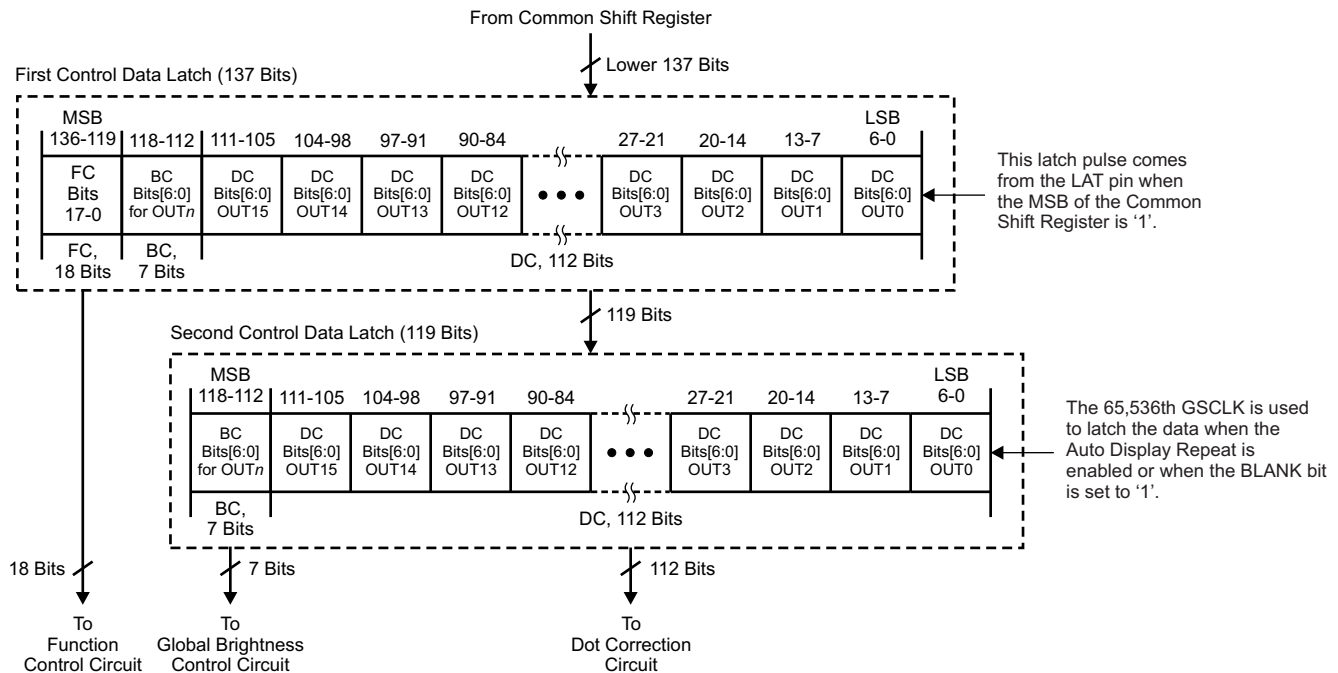 From Common Shift Register
Lower 137 Bits
First Control Data Latch (137 Bits)
MSB
LSB
136-119 118-112 111-105 104-98 97-91 90-84 27-21 20-14 13-7 6-0
FC
Bits
17-0
BC
Bits[6:0]
for OUTn
DC
Bits[6:0]
OUT15
DC
Bits[6:0]
OUT14
DC
Bits[6:0]
OUT13
DC
Bits[6:0]
OUT12
• • •
DC
Bits[6:0]
OUT3
DC
Bits[6:0]
OUT2
DC
Bits[6:0]
OUT1
DC
Bits[6:0]
OUT0
This latch pulse comes
from the LAT pin when
the MSB of the Common
Shift Register is ‘1’.
FC,
18 Bits
BC,
7 Bits
DC, 112 Bits
119 Bits
Second Control Data Latch (119 Bits)
MSB
LSB
118-112 111-105 104-98 97-91 90-84 27-21 20-14 13-7 6-0
BC
Bits[6:0]
for OUTn
DC
Bits[6:0]
OUT15
DC
Bits[6:0]
OUT14
DC
Bits[6:0]
OUT13
DC
Bits[6:0]
OUT12
• • •
DC
Bits[6:0]
OUT3
DC
Bits[6:0]
OUT2
DC
Bits[6:0]
OUT1
DC
Bits[6:0]
OUT0
The 65,536th GSCLK is used
to latch the data when the
Auto Display Repeat is
enabled or when the BLANK bit
is set to ‘1’.
BC,
7 Bits
DC, 112 Bits
18 Bits
7 Bits
112 Bits
To
Function
Control Circuit
To
Global Brightness
Control Circuit
To
Dot Correction
Circuit